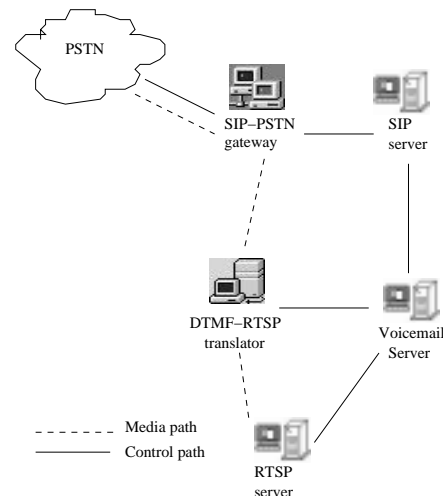 PSTN
SIP–PSTN
gateway
SIP
server
DTMF–RTSP
translator
Voicemail
Server
Media path
Control path
RTSP
server